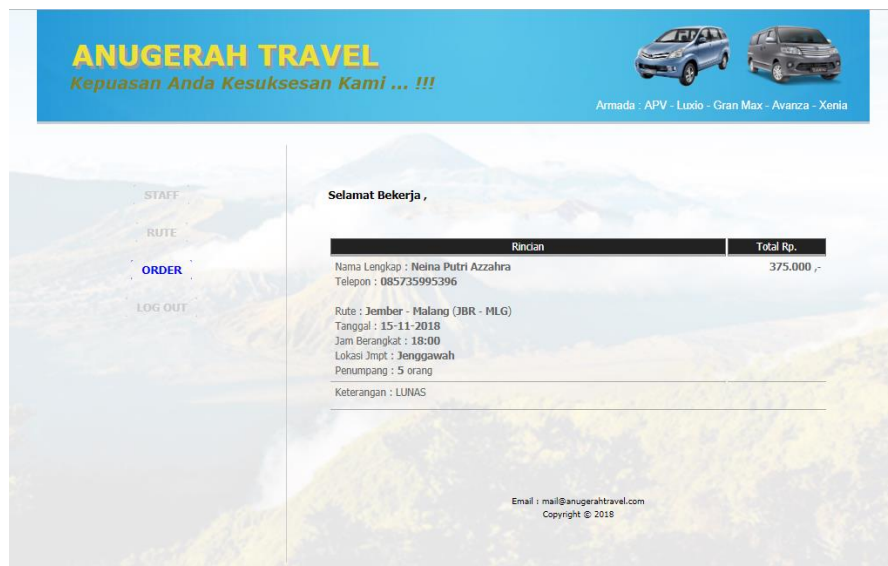 ANUGERAH TRAVEL
Kepuasan Anda Kesuksesan Kami ... !!!
Armada : APV - Luxio - Gran Max - Avanza - Xenia
STAFF
RUTE
ORDER
LOG OUT
Selamat Bekerja ,
Rincian Total Rp.
Nama Lengkap : Neina Putri Azzahra 375.000 ,-
Telepon : 085735995396
Rute : Jember - Malang (JBR - MLG)
Tanggal : 15-11-2018
Jam Berangkat : 18:00
Lokasi Jmpt : Jenggawah
Penumpang : 5 orang
Keterangan : LUNAS
Email : mail@anugerahtravel.com
Copyright © 2018